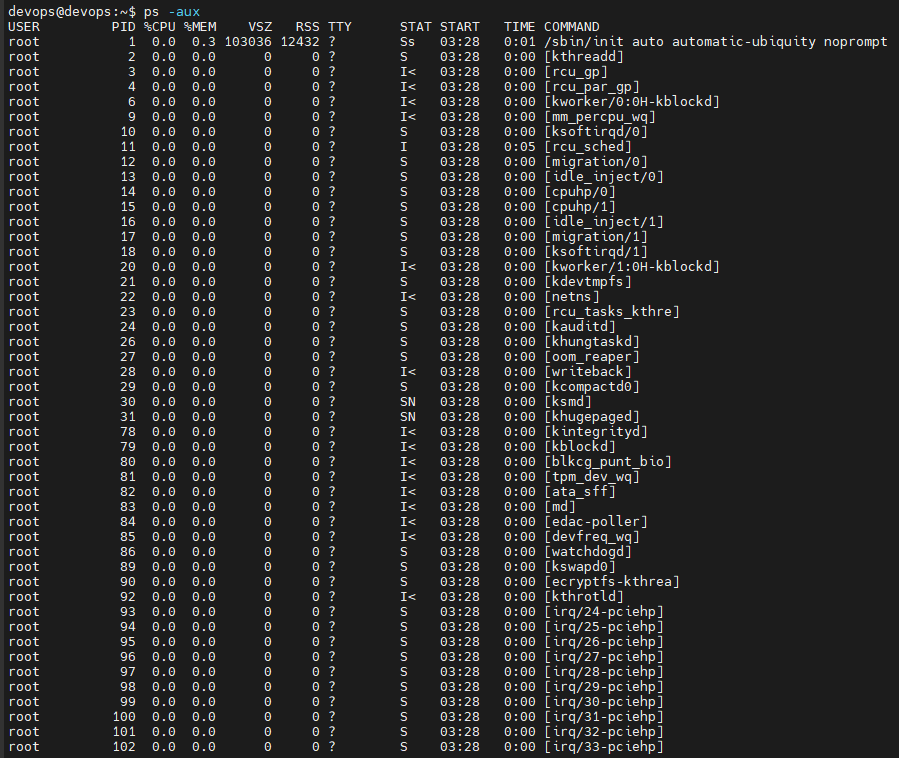 devops@devops:~$ ps -aux
USER         PID %CPU %MEM    VSZ   RSS TTY      STAT START   TIME COMMAND
root           1  0.0  0.3 103036 12432 ?        Ss   03:28   0:01 /sbin/init auto automatic-ubiquity noprompt
root           2  0.0  0.0      0     0 ?        S    03:28   0:00 [kthreadd]
root           3  0.0  0.0      0     0 ?        I<   03:28   0:00 [rcu_gp]
root           4  0.0  0.0      0     0 ?        I<   03:28   0:00 [rcu_par_gp]
root           6  0.0  0.0      0     0 ?        I<   03:28   0:00 [kworker/0:0H-kblockd]
root           9  0.0  0.0      0     0 ?        I<   03:28   0:00 [mm_percpu_wq]
root          10  0.0  0.0      0     0 ?        S    03:28   0:00 [ksoftirqd/0]
root          11  0.0  0.0      0     0 ?        I    03:28   0:05 [rcu_sched]
root          12  0.0  0.0      0     0 ?        S    03:28   0:00 [migration/0]
root          13  0.0  0.0      0     0 ?        S    03:28   0:00 [idle_inject/0]
root          14  0.0  0.0      0     0 ?        S    03:28   0:00 [cpuhp/0]
root          15  0.0  0.0      0     0 ?        S    03:28   0:00 [cpuhp/1]
root          16  0.0  0.0      0     0 ?        S    03:28   0:00 [idle_inject/1]
root          17  0.0  0.0      0     0 ?        S    03:28   0:00 [migration/1]
root          18  0.0  0.0      0     0 ?        S    03:28   0:00 [ksoftirqd/1]
root          20  0.0  0.0      0     0 ?        I<   03:28   0:00 [kworker/1:0H-kblockd]
root          21  0.0  0.0      0     0 ?        S    03:28   0:00 [kdevtmpfs]
root          22  0.0  0.0      0     0 ?        I<   03:28   0:00 [netns]
root          23  0.0  0.0      0     0 ?        S    03:28   0:00 [rcu_tasks_kthre]
root          24  0.0  0.0      0     0 ?        S    03:28   0:00 [kauditd]
root          26  0.0  0.0      0     0 ?        S    03:28   0:00 [khungtaskd]
root          27  0.0  0.0      0     0 ?        S    03:28   0:00 [oom_reaper]
root          28  0.0  0.0      0     0 ?        I<   03:28   0:00 [writeback]
root          29  0.0  0.0      0     0 ?        S    03:28   0:00 [kcompactd0]
root          30  0.0  0.0      0     0 ?        SN   03:28   0:00 [ksmd]
root          31  0.0  0.0      0     0 ?        SN   03:28   0:00 [khugepaged]
root          78  0.0  0.0      0     0 ?        I<   03:28   0:00 [kintegrityd]
root          79  0.0  0.0      0     0 ?        I<   03:28   0:00 [kblockd]
root          80  0.0  0.0      0     0 ?        I<   03:28   0:00 [blkcg_punt_bio]
root          81  0.0  0.0      0     0 ?        I<   03:28   0:00 [tpm_dev_wq]
root          82  0.0  0.0      0     0 ?        I<   03:28   0:00 [ata_sff]
root          83  0.0  0.0      0     0 ?        I<   03:28   0:00 [md]
root          84  0.0  0.0      0     0 ?        I<   03:28   0:00 [edac-poller]
root          85  0.0  0.0      0     0 ?        I<   03:28   0:00 [devfreq_wq]
root          86  0.0  0.0      0     0 ?        S    03:28   0:00 [watchdogd]
root          89  0.0  0.0      0     0 ?        S    03:28   0:00 [kswapd0]
root          90  0.0  0.0      0     0 ?        S    03:28   0:00 [ecryptfs-kthrea]
root          92  0.0  0.0      0     0 ?        I<   03:28   0:00 [kthrotld]
root          93  0.0  0.0      0     0 ?        S    03:28   0:00 [irq/24-pciehp]
root          94  0.0  0.0      0     0 ?        S    03:28   0:00 [irq/25-pciehp]
root          95  0.0  0.0      0     0 ?        S    03:28   0:00 [irq/26-pciehp]
root          96  0.0  0.0      0     0 ?        S    03:28   0:00 [irq/27-pciehp]
root          97  0.0  0.0      0     0 ?        S    03:28   0:00 [irq/28-pciehp]
root          98  0.0  0.0      0     0 ?        S    03:28   0:00 [irq/29-pciehp]
root          99  0.0  0.0      0     0 ?        S    03:28   0:00 [irq/30-pciehp]
root         100  0.0  0.0      0     0 ?        S    03:28   0:00 [irq/31-pciehp]
root         101  0.0  0.0      0     0 ?        S    03:28   0:00 [irq/32-pciehp]
root         102  0.0  0.0      0     0 ?        S    03:28   0:00 [irq/33-pciehp]